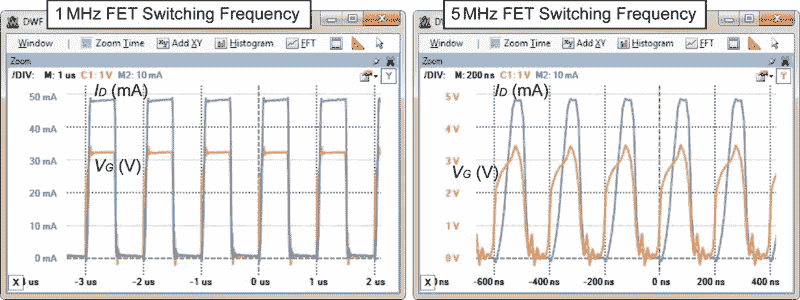 1 MHz FET Switching Frequency
DWF
Window Zoom Time Add XY Histogram FFT
Zoom
/DIV: M: 1 us C1: 1 V M2: 10 mA Y
50 mA
40 mA
30 mA
20 mA
10 mA
0 mA
ID (mA)
VG (V)
X us -3 us -2 us -1 us 0 us 1 us 2 us
5 MHz FET Switching Frequency
DWF
Window Zoom Time Add XY Histogram FFT
Zoom
/DIV: M: 200 ns C1: 1 V M2: 10 mA Y
5 V
4 V
3 V
2 V
1 V
0 V
ID (mA)
VG (V)
X -600 ns -400 ns -200 ns 0 ns 200 ns 400 ns